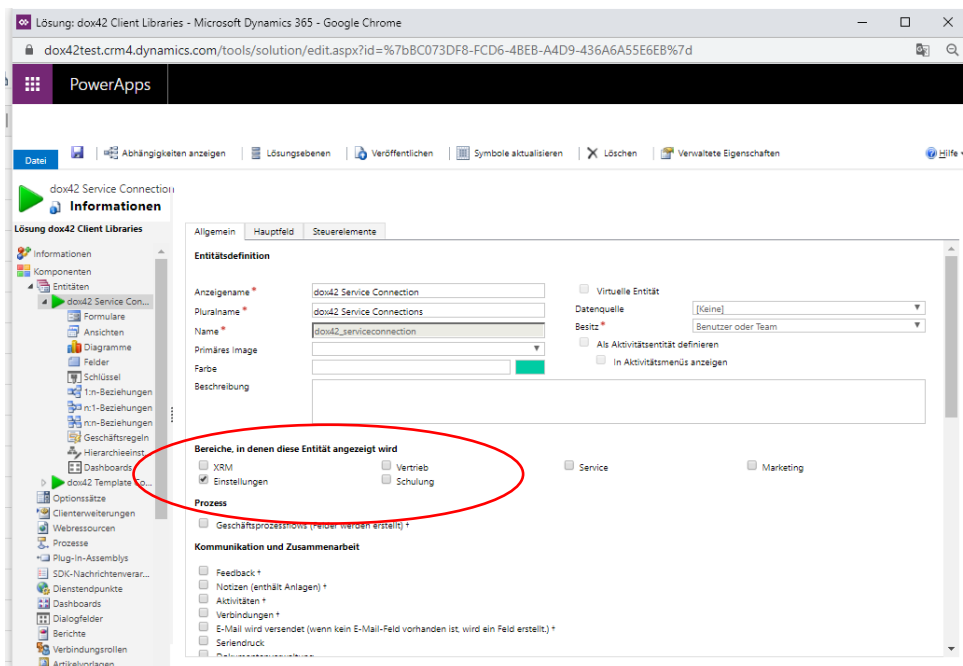 Lösung: dox42 Client Libraries - Microsoft Dynamics 365 - Google Chrome
dox42test.crm4.dynamics.com/tools/solution/edit.aspx?id=%7bBC073DF8-FCD6-4BEB-A4D9-436A6A55E6EB%7d
PowerApps
Datei Abhängigkeiten anzeigen Lösungsebenen Veröffentlichen Symbole aktualisieren Löschen Verwaltete Eigenschaften Hilfe
dox42 Service Connection
Informationen
Lösung dox42 Client Libraries
Informationen
Komponenten
Entitäten
dox42 Service Con...
Formulare
Ansichten
Diagramme
Felder
Schlüssel
1:n-Beziehungen
n:1-Beziehungen
n:n-Beziehungen
Geschäftsregeln
Hierarchieeinst...
Dashboards
dox42 Template Co...
Optionssätze
Clienterweiterungen
Webressourcen
Prozesse
Plug-In-Assemblys
SDK-Nachrichtenverar...
Dienstendpunkte
Dashboards
Dialogfelder
Berichte
Verbindungsrollen
Artikelvorlagen
Allgemein Hauptfeld Steuerelemente
Entitätsdefinition
Anzeigename * dox42 Service Connection
Pluralname * dox42 Service Connections
Name * dox42_serviceconnection
Primäres Image
Farbe
Beschreibung
Virtuelle Entität
Datenquelle [Keine]
Besitz * Benutzer oder Team
Als Aktivitätsentität definieren
In Aktivitätsmenüs anzeigen
Bereiche, in denen diese Entität angezeigt wird
XRM Vertrieb Service Marketing
Einstellungen Schulung
Prozess
Geschäftsprozessflows (Felder werden erstellt) †
Kommunikation und Zusammenarbeit
Feedback †
Notizen (enthält Anlagen) †
Aktivitäten †
Verbindungen †
E-Mail wird versendet (wenn kein E-Mail-Feld vorhanden ist, wird ein Feld erstellt.) †
Seriendruck
Dokumentenverwaltung